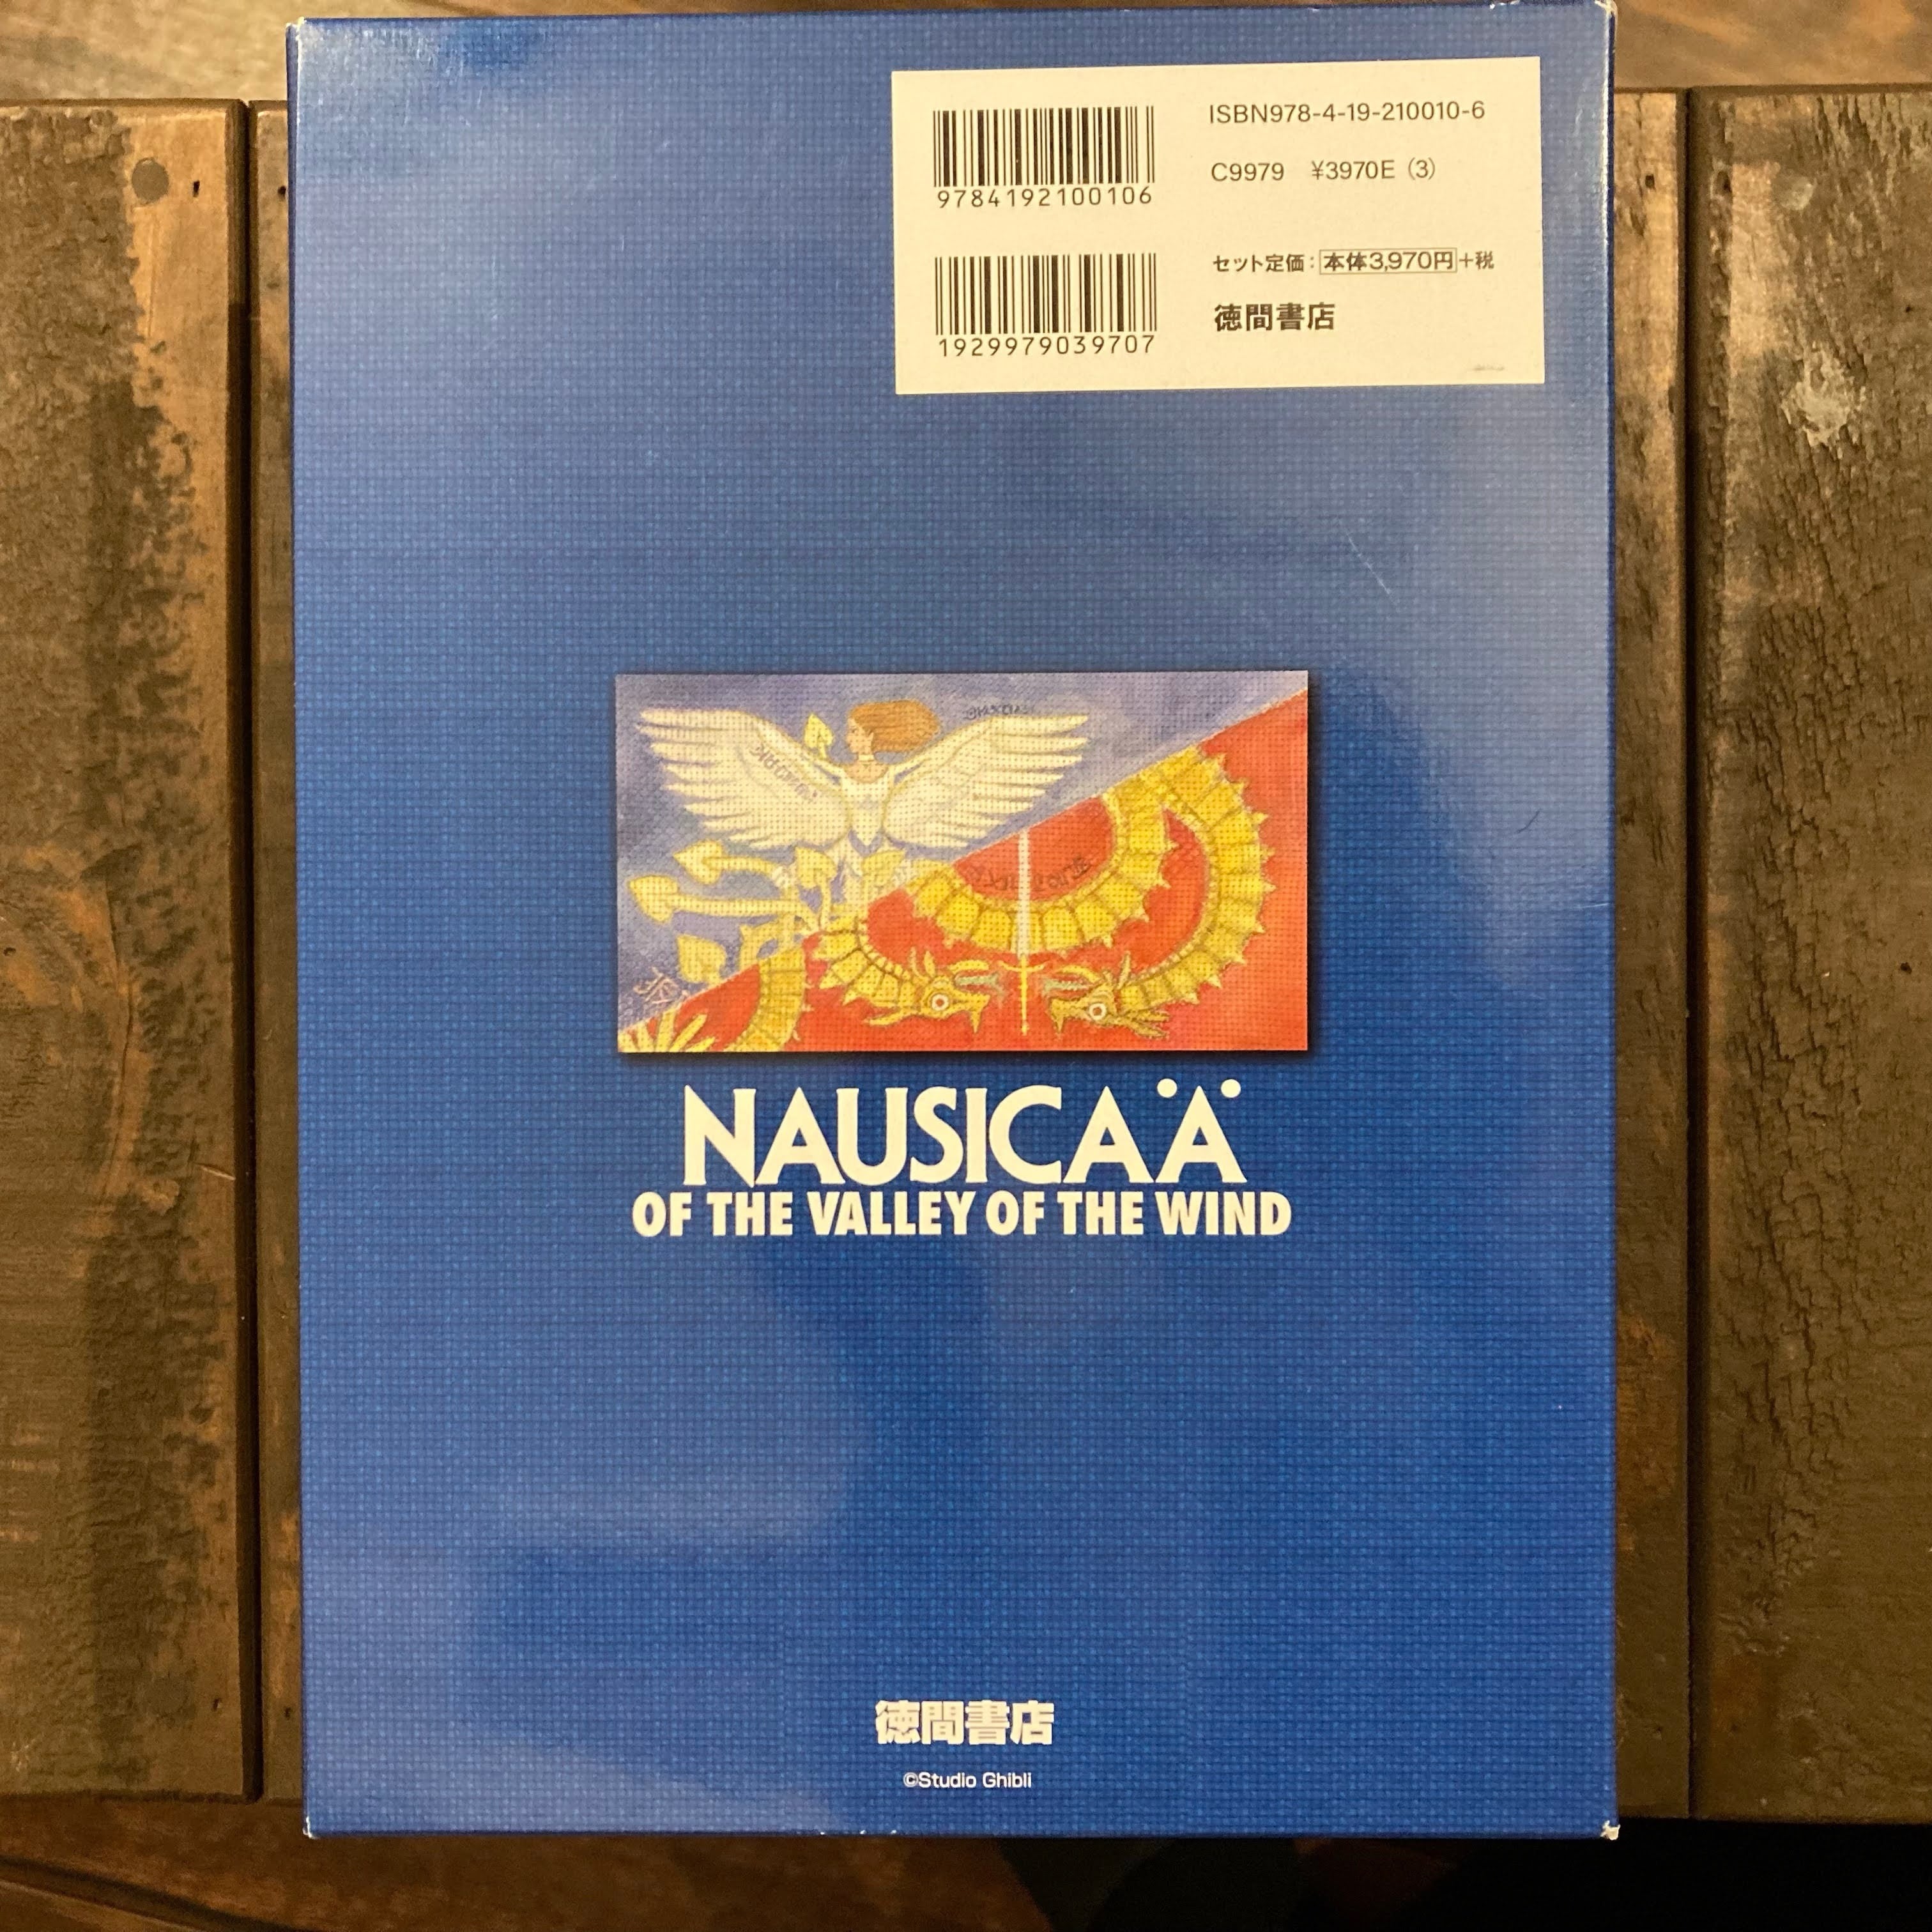 ISBN978-4-19-210010-6
C9979 ¥3970E (3)
9784192100106
セット定価:本体3,970円+税
徳間書店
1929979039707
NAUSICAÄ
OF THE VALLEY OF THE WIND
徳間書店
©Studio Ghibli